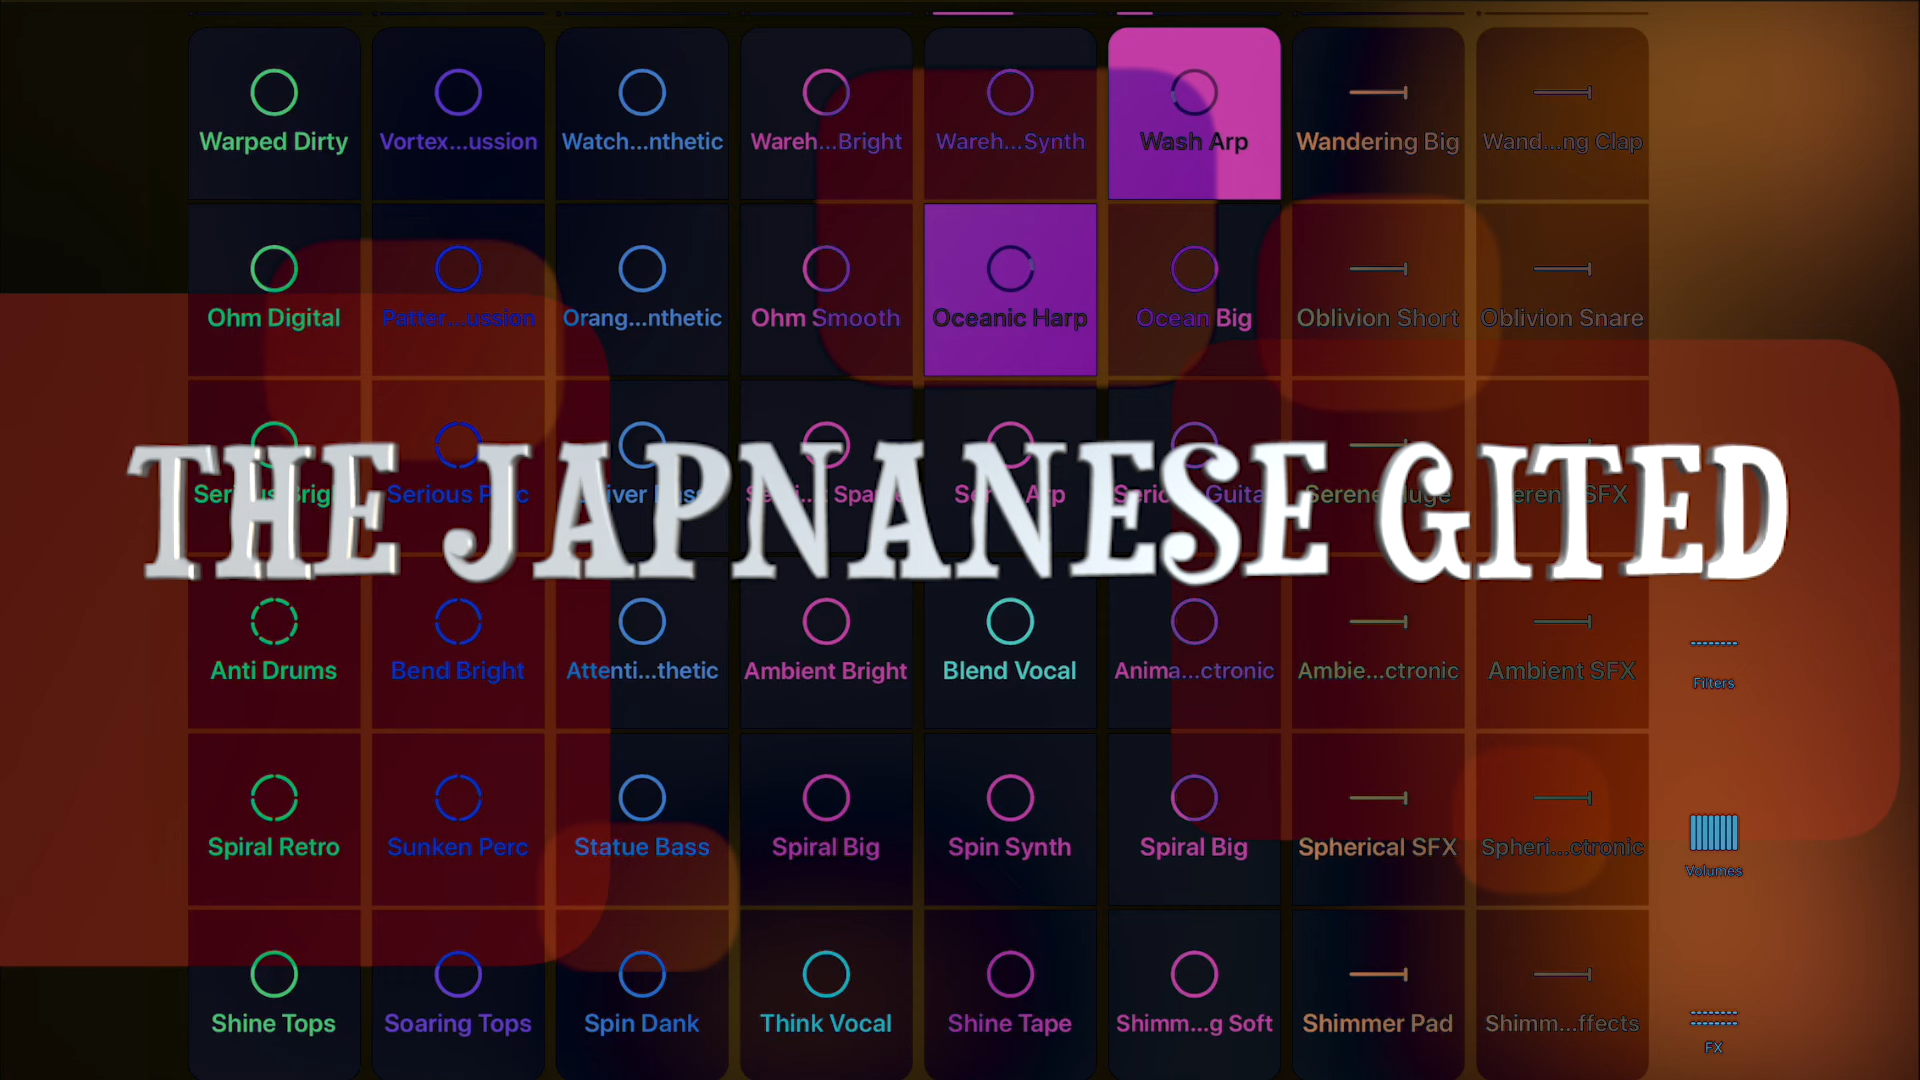 Warped Dirty Vortex...ussion Watch...nthetic Wareh...Bright Wareh...Synth Wash Arp Wandering Big Wand...ng Clap
Ohm Digital Patter...ussion Orang...nthetic Ohm Smooth Oceanic Harp Ocean Big Oblivion Short Oblivion Snare
THE JAPNANESE GITED
Anti Drums Bend Bright Attenti...thetic Ambient Bright Blend Vocal Anima...ctronic Ambie...ctronic Ambient SFX
Filters
Spiral Retro Sunken Perc Statue Bass Spiral Big Spin Synth Spiral Big Spherical SFX Spheri...ctronic
Volumes
Shine Tops Soaring Tops Spin Dank Think Vocal Shine Tape Shimm...g Soft Shimmer Pad Shimm...ffects
FX